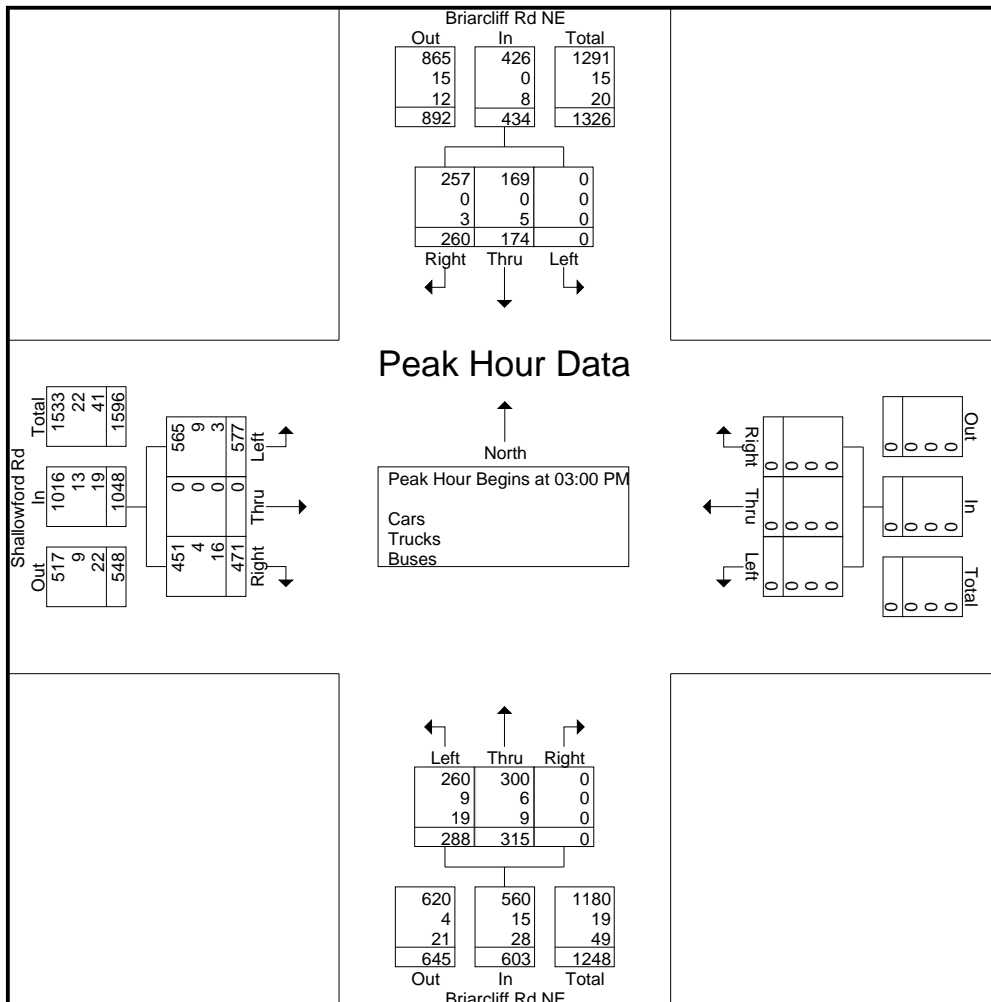 Briarcliff Rd NE
Out In Total
865 426 1291
15 0 15
12 8 20
892 434 1326
257 169 0
0 0 0
3 5 0
260 174 0
Right Thru Left
Peak Hour Data
North
Peak Hour Begins at 03:00 PM
Cars
Trucks
Buses
Shallowford Rd
Out In Total
517 1016 1533
9 13 22
22 19 41
548 1048 1596
451 0 565
4 0 9
16 0 3
471 0 577
Right Thru Left
Right Thru Left
0 0 0
0 0 0
0 0 0
0 0 0
Out In Total
0 0 0
0 0 0
0 0 0
0 0 0
Left Thru Right
260 300 0
9 6 0
19 9 0
288 315 0
620 560 1180
4 15 19
21 28 49
645 603 1248
Out In Total
Briarcliff Rd NE